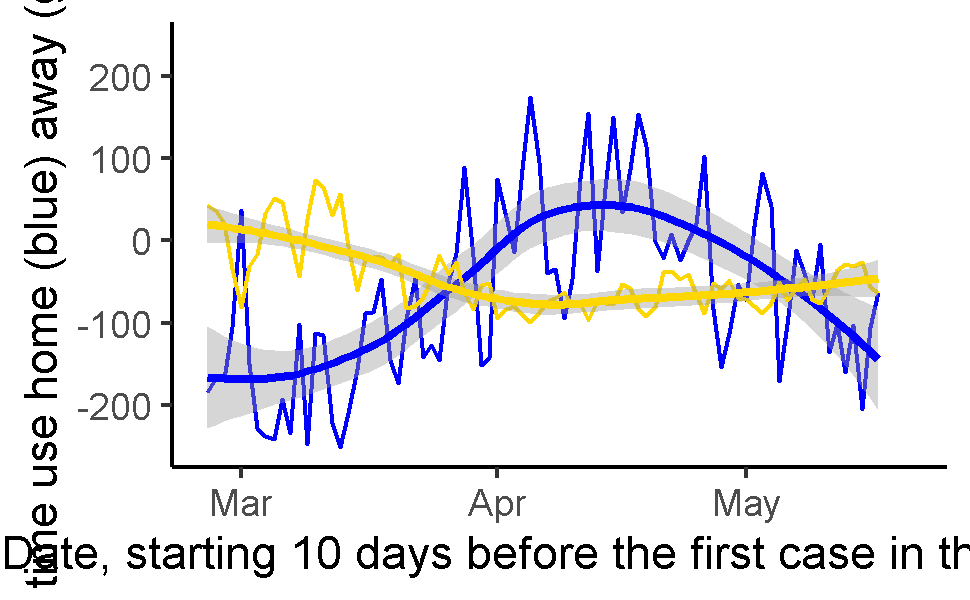 time use home (blue) away (
200
100
0
-100
-200
Mar Apr May
Date, starting 10 days before the first case in th